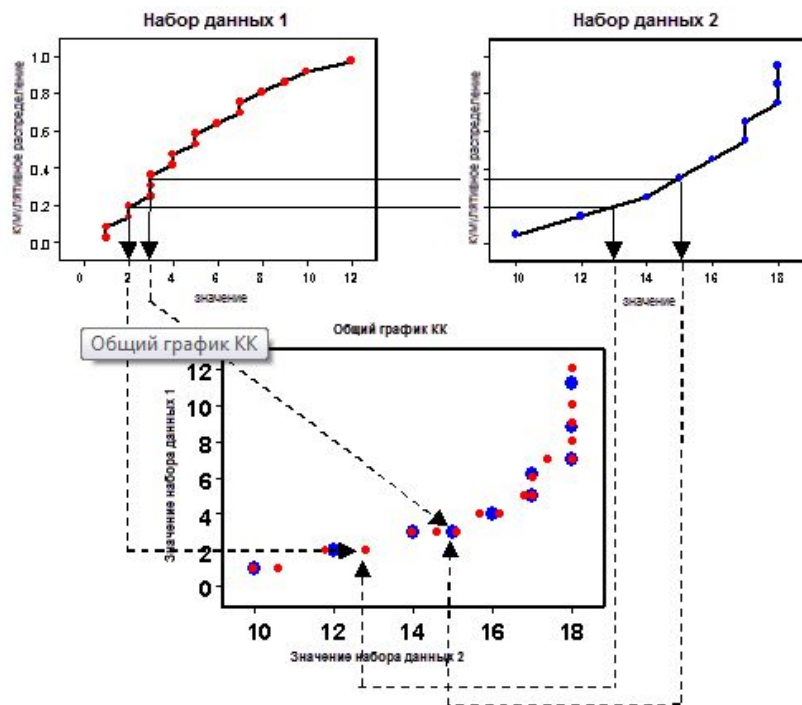 Набор данных 1
Набор данных 2
кумулятивное распределение
1.0
0.8
0.6
0.4
0.2
0.0
0 2 4 6 8 10 12
значение
кумулятивное распределение
10 12 14 16 18
значение
Общий график КК
Общий график КК
Значение набора данных 1
12
10
8
6
4
2
0
10 12 14 16 18
Значение набора данных 2